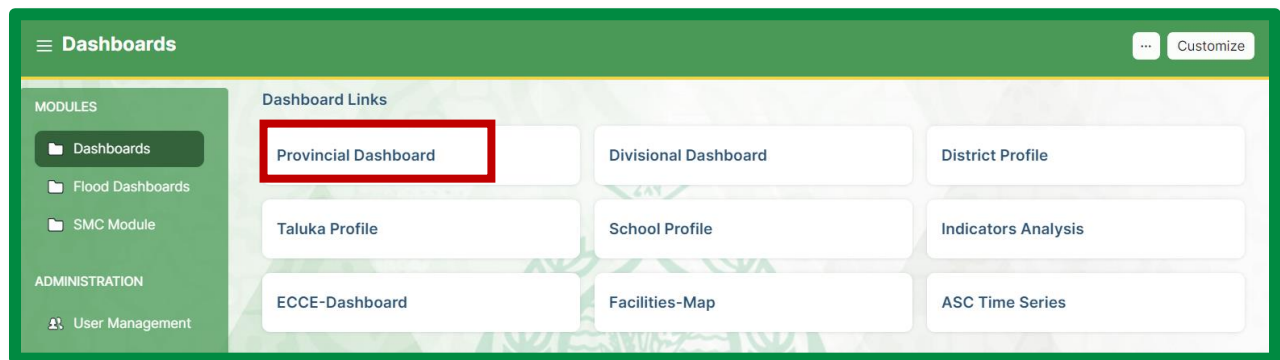 Dashboards
... Customize
MODULES
Dashboards
Flood Dashboards
SMC Module
ADMINISTRATION
User Management
Dashboard Links
Provincial Dashboard
Divisional Dashboard
District Profile
Taluka Profile
School Profile
Indicators Analysis
ECCE-Dashboard
Facilities-Map
ASC Time Series